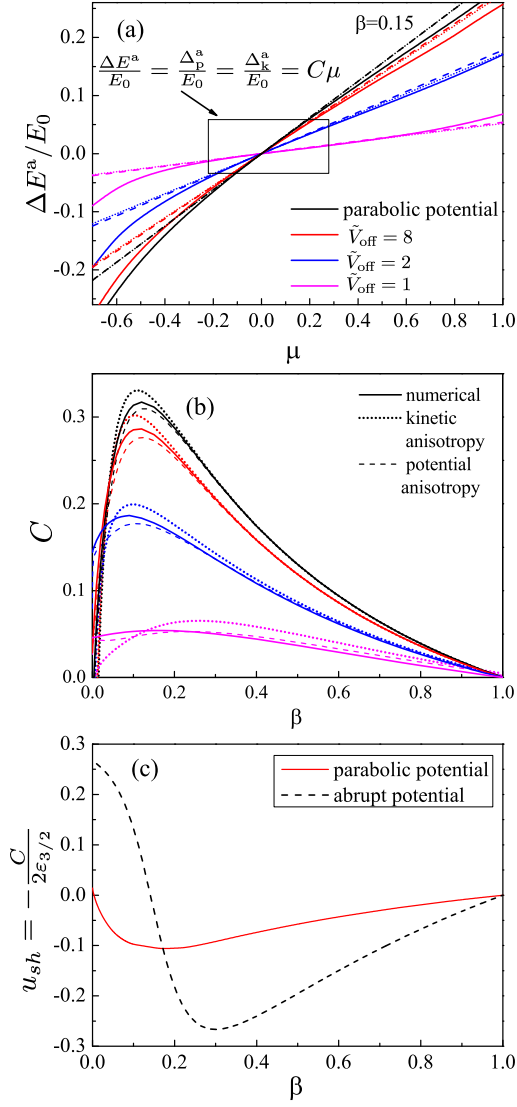 (a)
β=0.15
ΔE^a/E_0 = Δ_p^a/E_0 = Δ_k^a/E_0 = Cμ
0.2
0.1
0.0
-0.1
-0.2
ΔE^a/E_0
parabolic potential
Ṽ_off = 8
Ṽ_off = 2
Ṽ_off = 1
-0.6 -0.4 -0.2 0.0 0.2 0.4 0.6 0.8 1.0
μ
(b)
numerical
kinetic
anisotropy
potential
anisotropy
0.3
0.2
0.1
0.0
C
0.0 0.2 0.4 0.6 0.8 1.0
β
(c)
parabolic potential
abrupt potential
0.3
0.2
0.1
0.0
-0.1
-0.2
-0.3
u_sh = − C/2ε_3/2
0.0 0.2 0.4 0.6 0.8 1.0
β